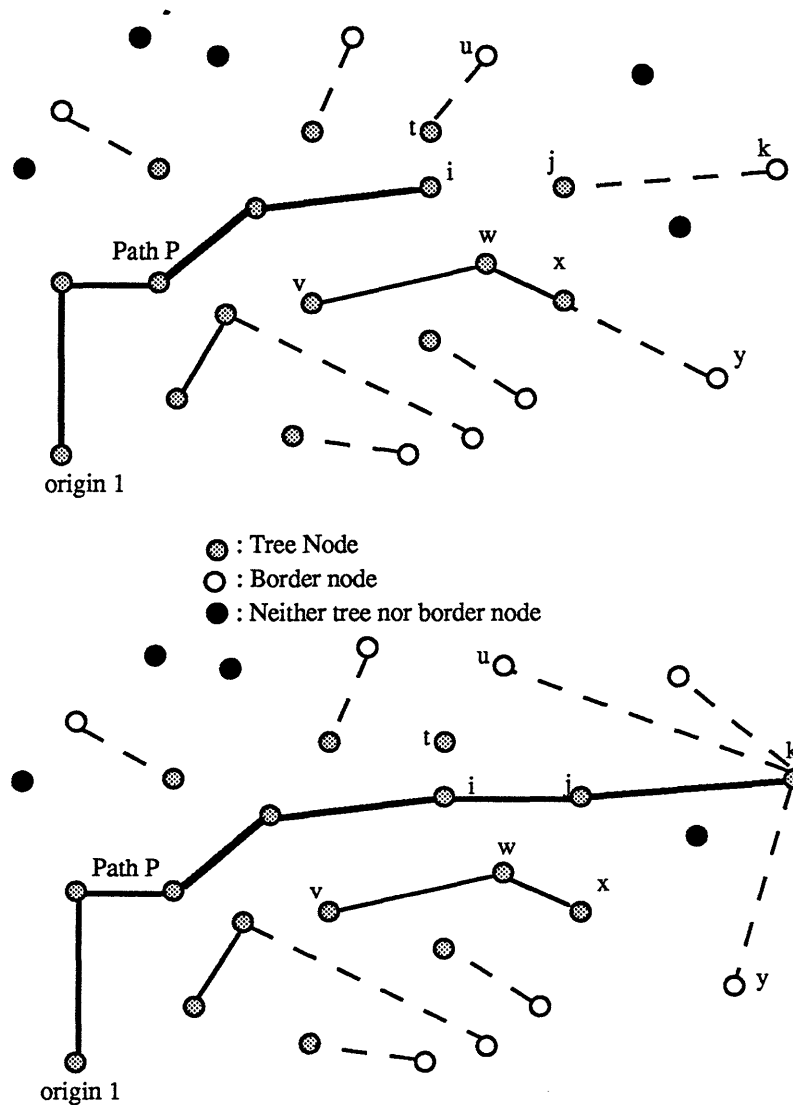 u
t
k
j
i
w
Path P
x
v
y
origin 1
: Tree Node
: Border node
: Neither tree nor border node
u
t
k
i
j
w
Path P
x
v
y
origin 1